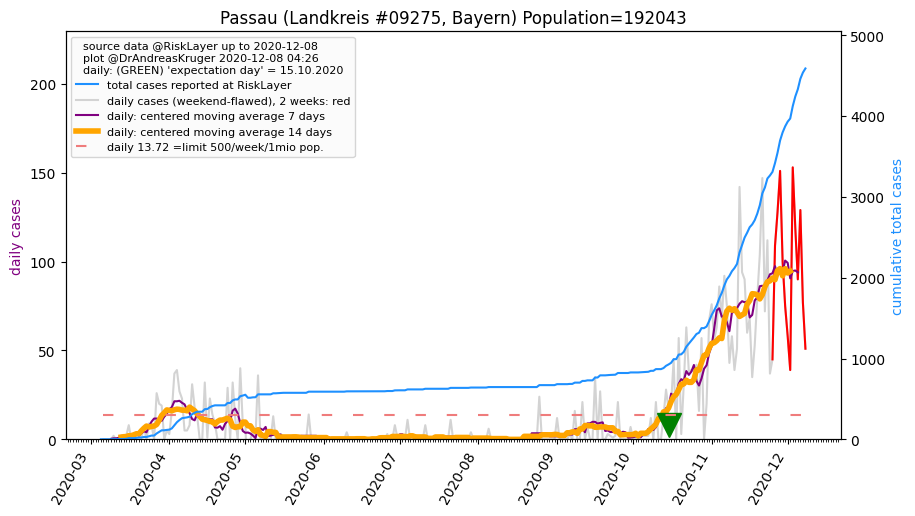 Passau (Landkreis #09275, Bayern) Population=192043
source data @RiskLayer up to 2020-12-08
plot @DrAndreasKruger 2020-12-08 04:26
daily: (GREEN) 'expectation day' = 15.10.2020
total cases reported at RiskLayer
daily cases (weekend-flawed), 2 weeks: red
daily: centered moving average 7 days
daily: centered moving average 14 days
daily 13.72 =limit 500/week/1mio pop.
daily cases
200
150
100
50
0
cumulative total cases
5000
4000
3000
2000
1000
0
2020-03
2020-04
2020-05
2020-06
2020-07
2020-08
2020-09
2020-10
2020-11
2020-12